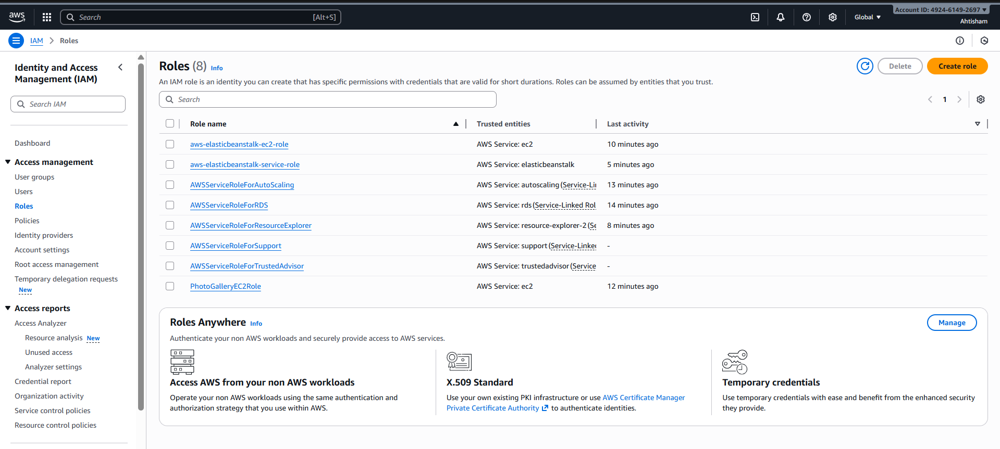 aws
Search
[Alt+S]
Global ▼
Account ID: 4924-6149-2697 ▼
Ahtisham
IAM > Roles
Identity and Access
Management (IAM)
Search IAM
Dashboard
Access management
User groups
Users
Roles
Policies
Identity providers
Account settings
Root access management
Temporary delegation requests
New
Access reports
Access Analyzer
Resource analysis New
Unused access
Analyzer settings
Credential report
Organization activity
Service control policies
Resource control policies
Roles (8) Info
Delete
Create role
An IAM role is an identity you can create that has specific permissions with credentials that are valid for short durations. Roles can be assumed by entities that you trust.
Search
1
Role name Trusted entities Last activity
aws-elasticbeanstalk-ec2-role AWS Service: ec2 10 minutes ago
aws-elasticbeanstalk-service-role AWS Service: elasticbeanstalk 5 minutes ago
AWSServiceRoleForAutoScaling AWS Service: autoscaling (Service-Li 13 minutes ago
AWSServiceRoleForRDS AWS Service: rds (Service-Linked Rol 14 minutes ago
AWSServiceRoleForResourceExplorer AWS Service: resource-explorer-2 (Se 8 minutes ago
AWSServiceRoleForSupport AWS Service: support (Service-Linked -
AWSServiceRoleForTrustedAdvisor AWS Service: trustedadvisor (Service -
PhotoGalleryEC2Role AWS Service: ec2 12 minutes ago
Roles Anywhere Info
Manage
Authenticate your non AWS workloads and securely provide access to AWS services.
Access AWS from your non AWS workloads
Operate your non AWS workloads using the same authentication and
authorization strategy that you use within AWS.
X.509 Standard
Use your own existing PKI infrastructure or use AWS Certificate Manager
Private Certificate Authority to authenticate identities.
Temporary credentials
Use temporary credentials with ease and benefit from the enhanced security
they provide.